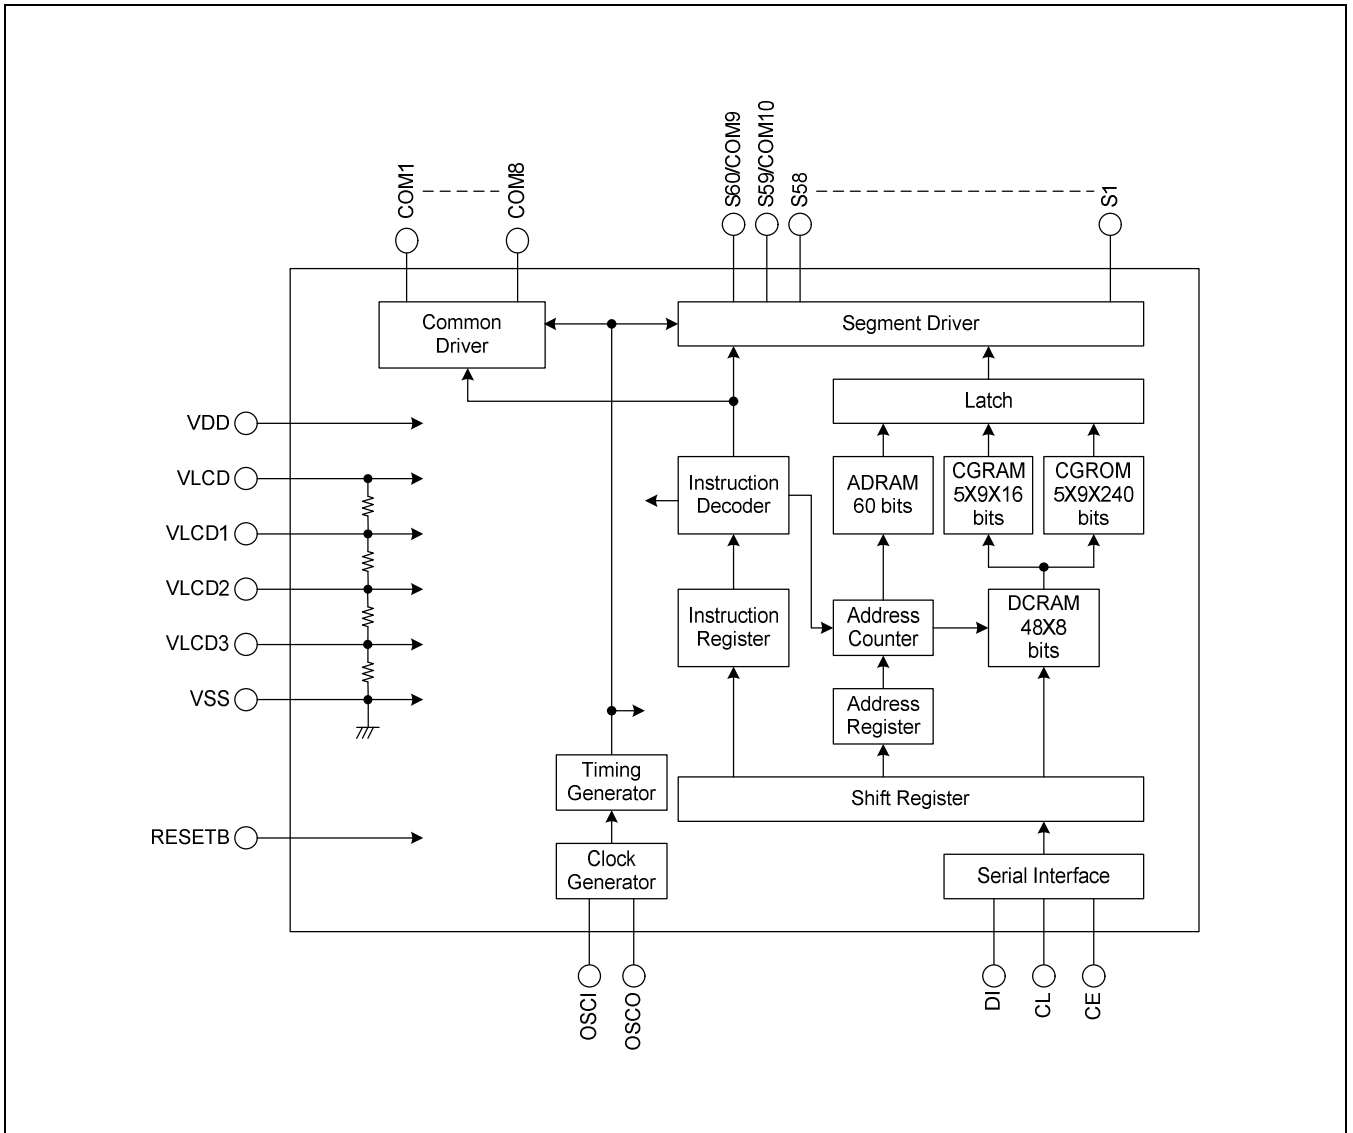 COM1
COM8
S60/COM9
S59/COM10
S58
S1
Common
Driver
Segment Driver
Latch
VDD
VLCD
VLCD1
VLCD2
VLCD3
VSS
RESETB
Instruction
Decoder
ADRAM
60 bits
CGRAM
5X9X16
bits
CGROM
5X9X240
bits
Instruction
Register
Address
Counter
DCRAM
48X8
bits
Address
Register
Timing
Generator
Shift Register
Clock
Generator
Serial Interface
OSCI
OSCO
DI
CL
CE